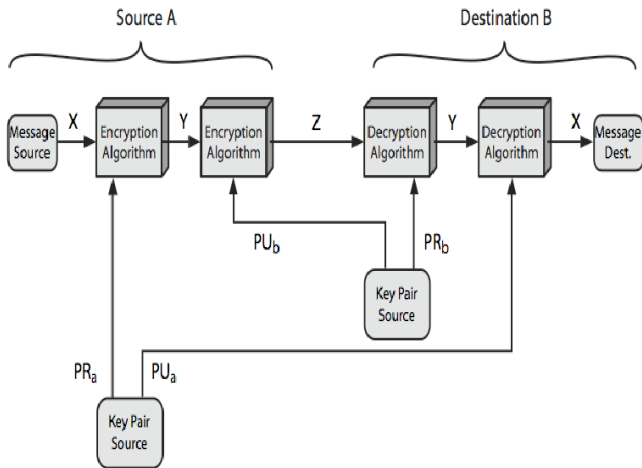 Source A
Destination B
Message
Source
X
Encryption
Algorithm
Y
Encryption
Algorithm
Z
Decryption
Algorithm
Y
Decryption
Algorithm
X
Message
Dest.
PUb
PRb
Key Pair
Source
PRa
PUa
Key Pair
Source